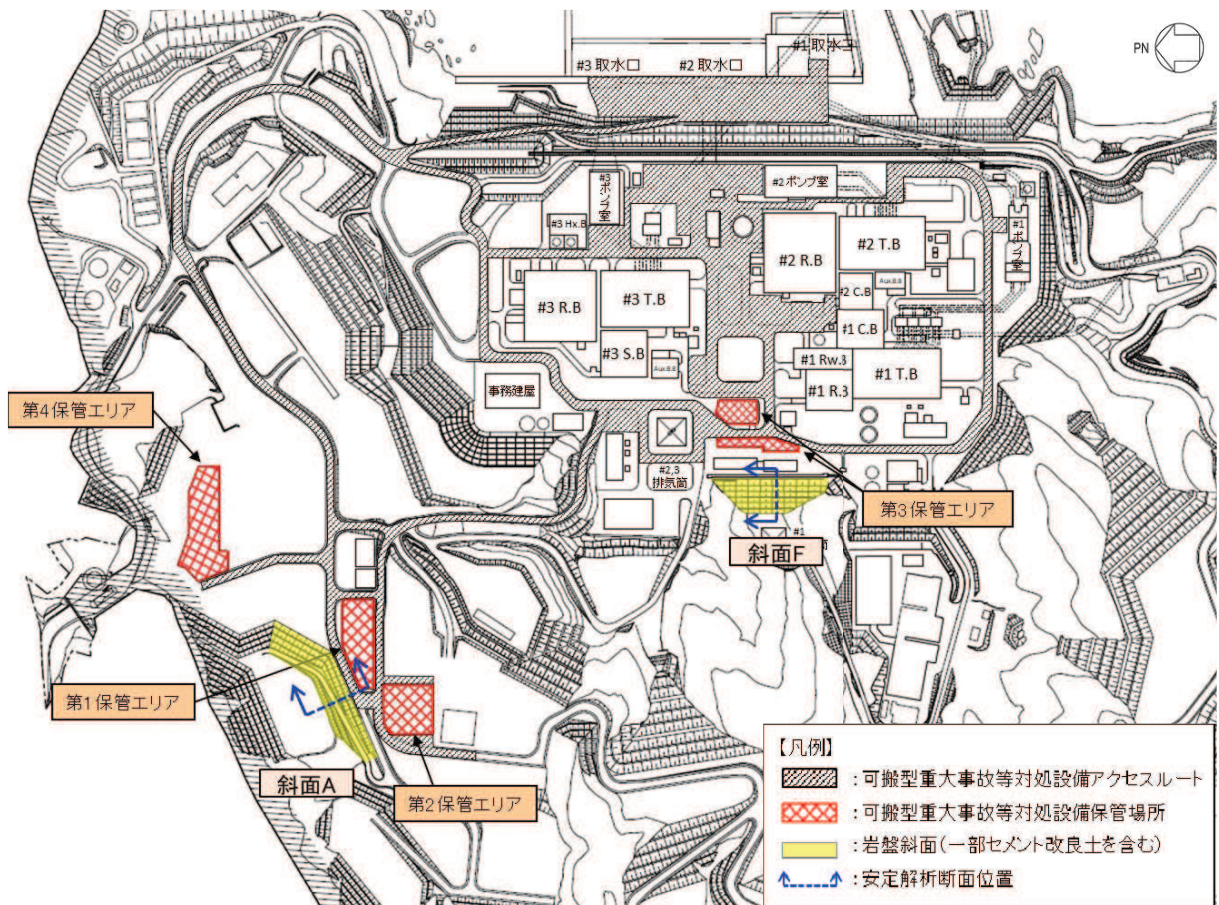 #1 取水口
#3 取水口
#2 取水口
PN
#3
ポンプ室
#2 ポンプ室
#1
ポンプ室
#3 Hx.B
#2 R.B
#2 T.B
#3 R.B
#3 T.B
#2 C.B
Aux.B.B
#1 C.B
#3 S.B
Aux.B.B
#1 Rw.B
#1 R.B
#1 T.B
事務建屋
第4保管エリア
#2,3
排気筒
第3保管エリア
斜面F
#1
筒
第1保管エリア
斜面A
第2保管エリア
【凡例】
:可搬型重大事故等対処設備アクセスルート
:可搬型重大事故等対処設備保管場所
:岩盤斜面(一部セメント改良土を含む)
:安定解析断面位置